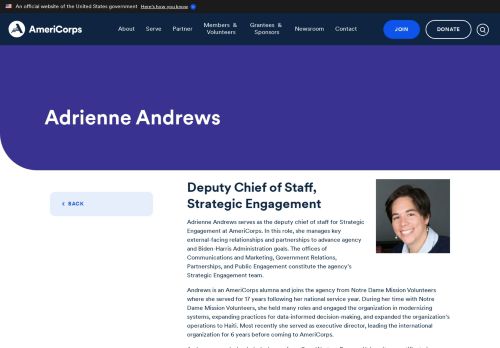 An official website of the United States government Here's how you know
AmeriCorps
About Serve Partner Members & Volunteers Grantees & Sponsors Newsroom Contact JOIN DONATE
Adrienne Andrews
BACK
Deputy Chief of Staff,
Strategic Engagement
Adrienne Andrews serves as the deputy chief of staff for Strategic
Engagement at AmeriCorps. In this role, she manages key
external-facing relationships and partnerships to advance agency
and Biden-Harris Administration goals. The offices of
Communications and Marketing, Government Relations,
Partnerships, and Public Engagement constitute the agency's
Strategic Engagement team.
Andrews is an AmeriCorps alumna and joins the agency from Notre Dame Mission Volunteers
where she served for 17 years following her national service year. During her time with Notre
Dame Mission Volunteers, she held many roles and engaged the organization in modernizing
systems, expanding practices for data-informed decision-making, and expanded the organization's
operations to Haiti. Most recently she served as executive director, leading the international
organization for 6 years before coming to AmeriCorps.